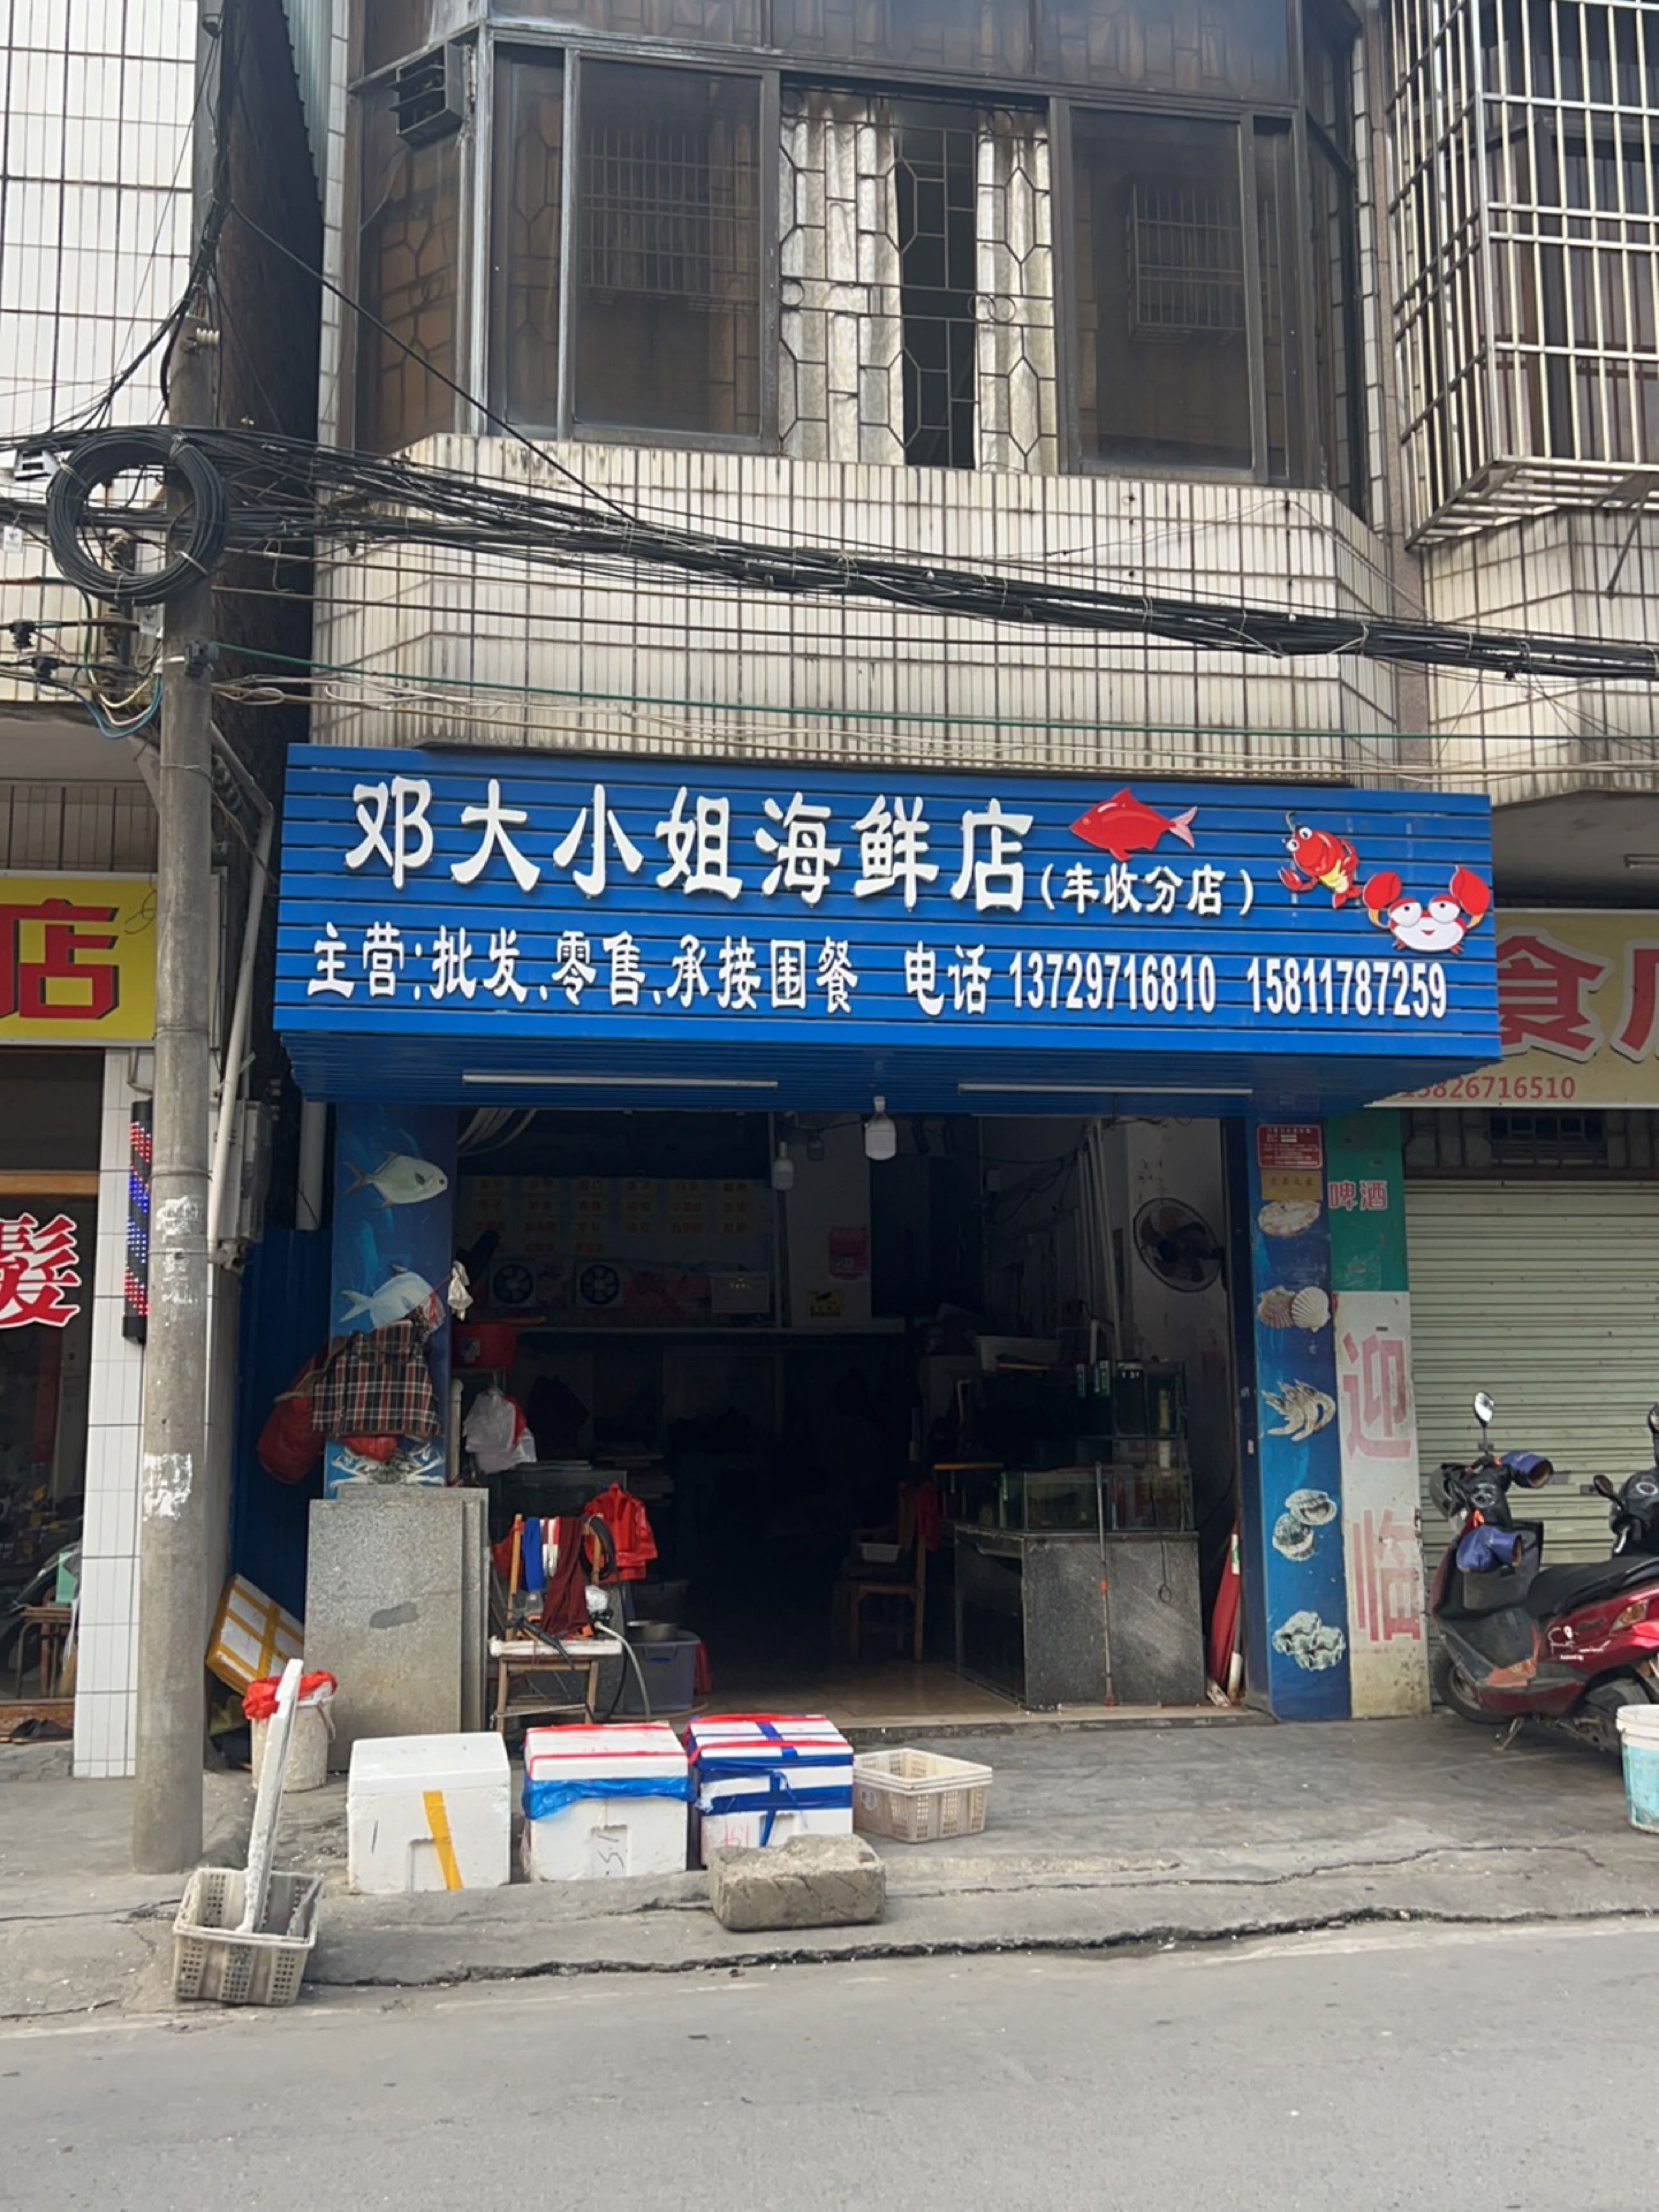 邓大小姐海鲜店（丰收分店）
主营：批发、零售、承接围餐 电话 13729716810 15811787259
店
食
13826716510
髮
啤酒
迎
临